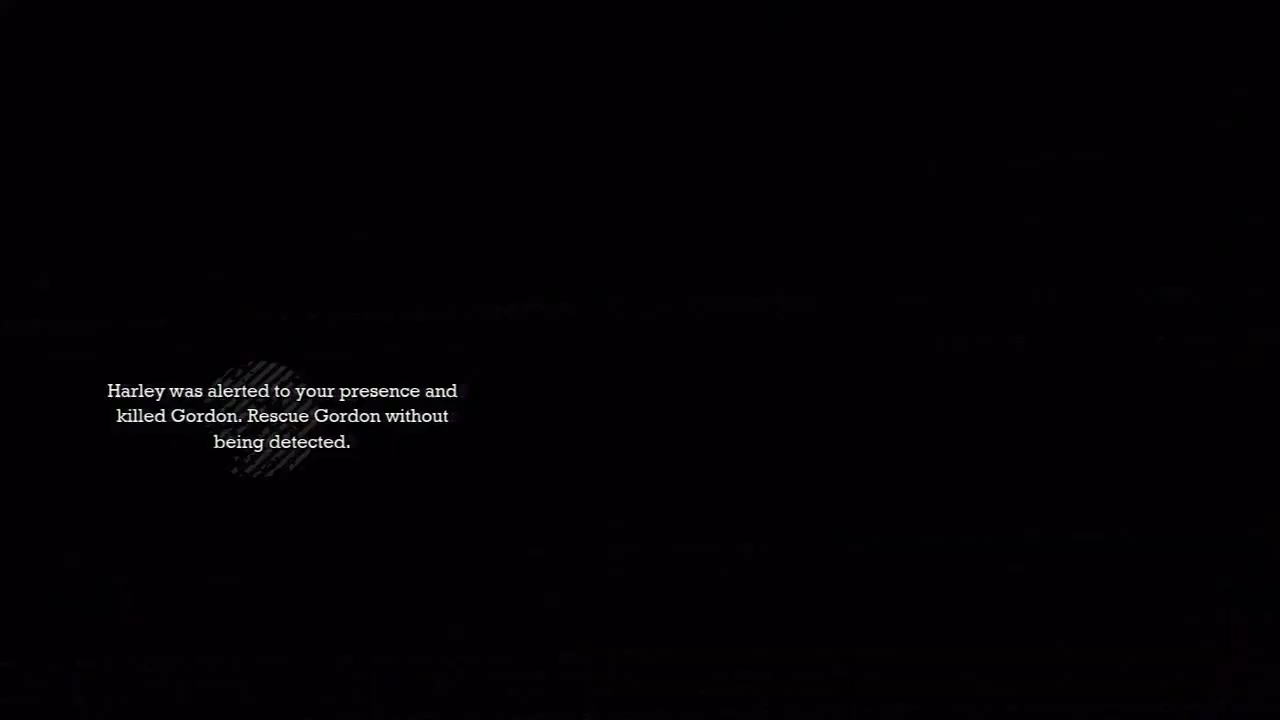 Harley was alerted to your presence and
killed Gordon. Rescue Gordon without
being detected.